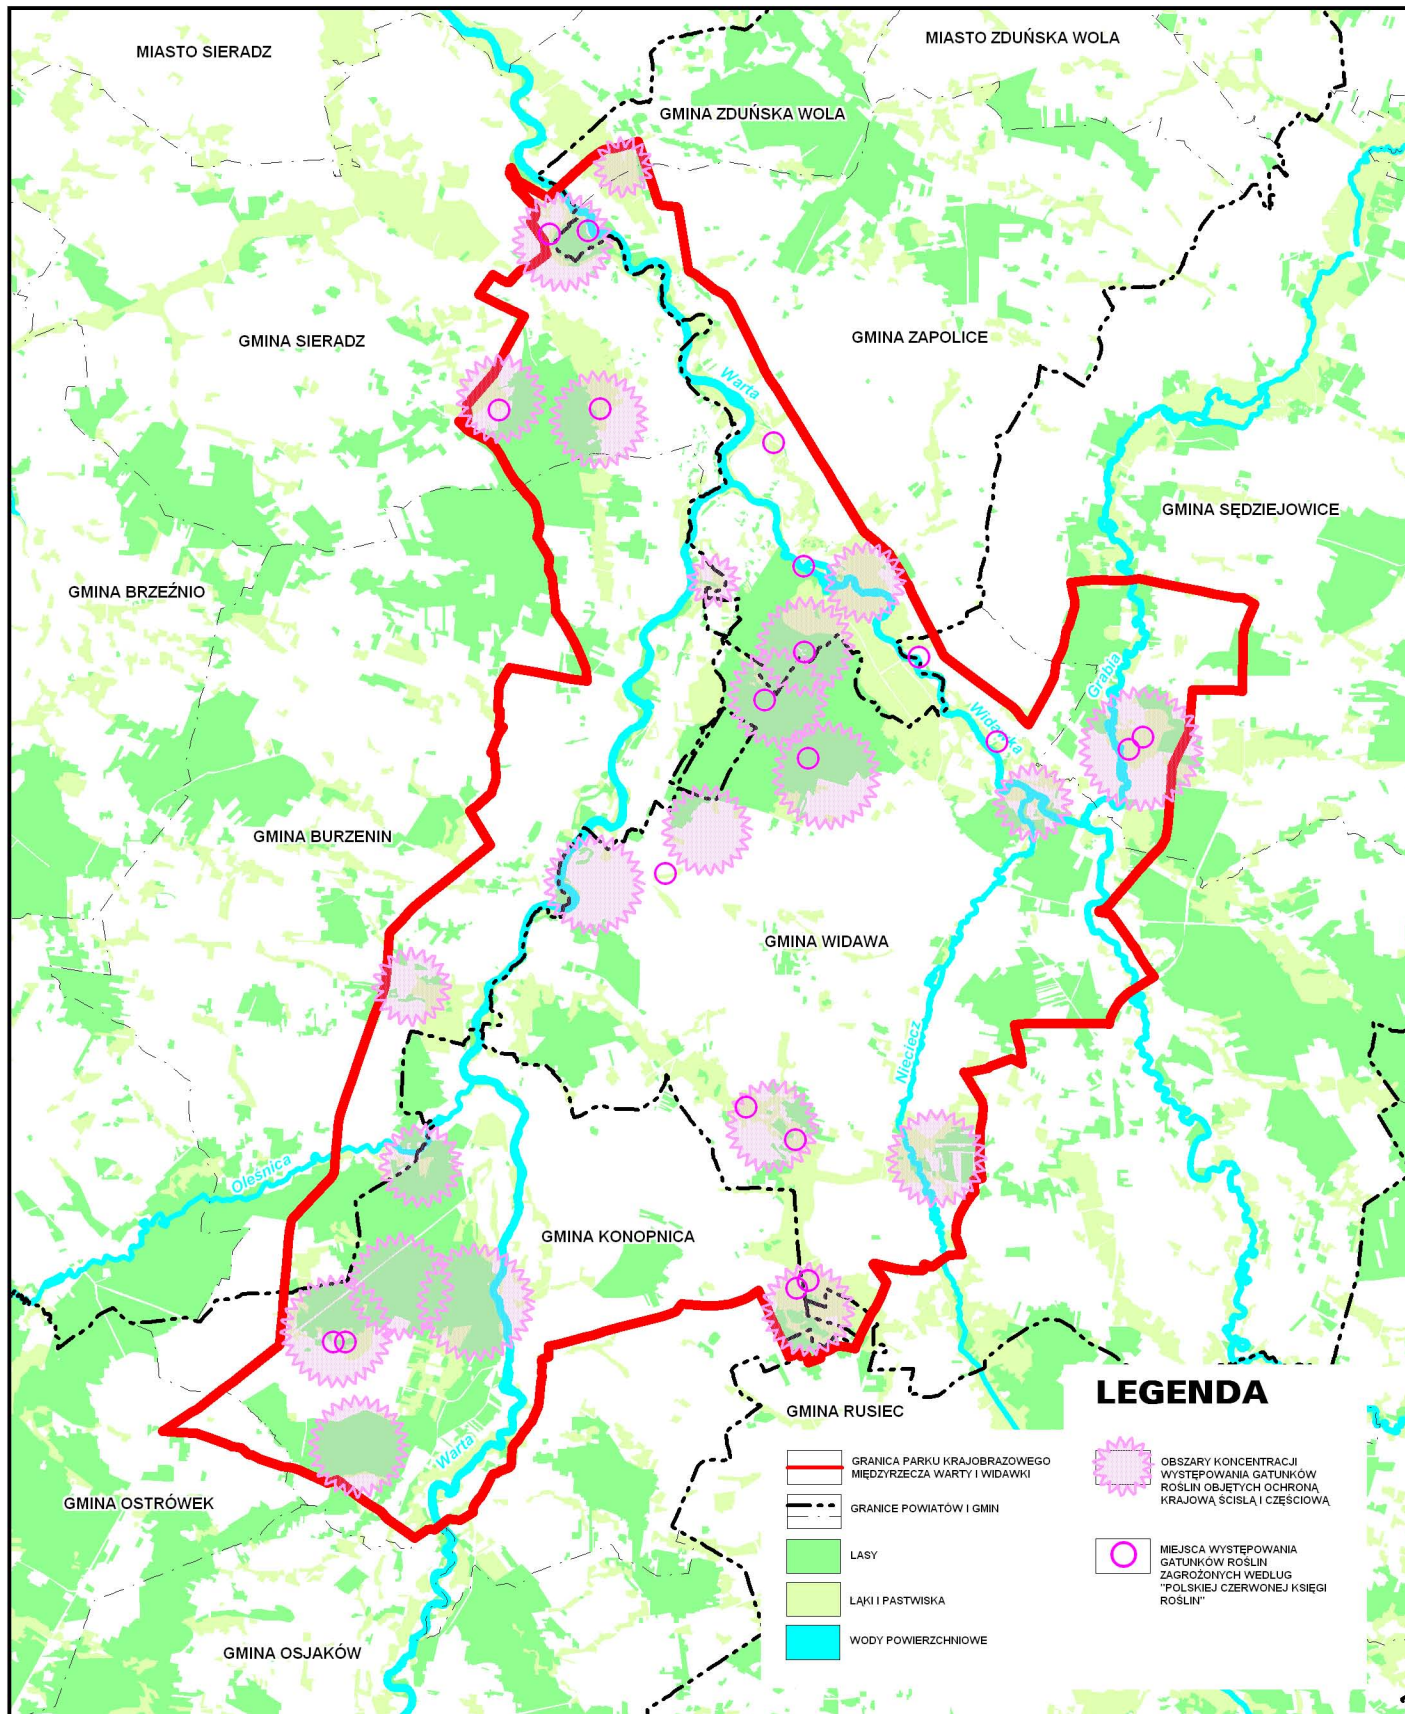 MIASTO SIERADZ
MIASTO ZDUŃSKA WOLA
GMINA ZDUŃSKA WOLA
GMINA SIERADZ
GMINA ZAPOLICE
Warta
GMINA SĘDZIEJOWICE
GMINA BRZEŹNIO
Grabia
Widawka
GMINA BURZENIN
GMINA WIDAWA
Nieciecz
Oleśnica
GMINA KONOPNICA
Warta
GMINA OSTRÓWEK
GMINA RUSIEC
GMINA OSJAKÓW
LEGENDA
GRANICA PARKU KRAJOBRAZOWEGO
MIĘDZYRZECZA WARTY I WIDAWKI
GRANICE POWIATÓW I GMIN
LASY
ŁĄKI I PASTWISKA
WODY POWIERZCHNIOWE
OBSZARY KONCENTRACJI
WYSTĘPOWANIA GATUNKÓW
ROŚLIN OBJĘTYCH OCHRONĄ
KRAJOWĄ ŚCISŁĄ I CZĘŚCIOWĄ
MIEJSCA WYSTĘPOWANIA
GATUNKÓW ROŚLIN
ZAGROŻONYCH WEDŁUG
"POLSKIEJ CZERWONEJ KSIĘGI
ROŚLIN"